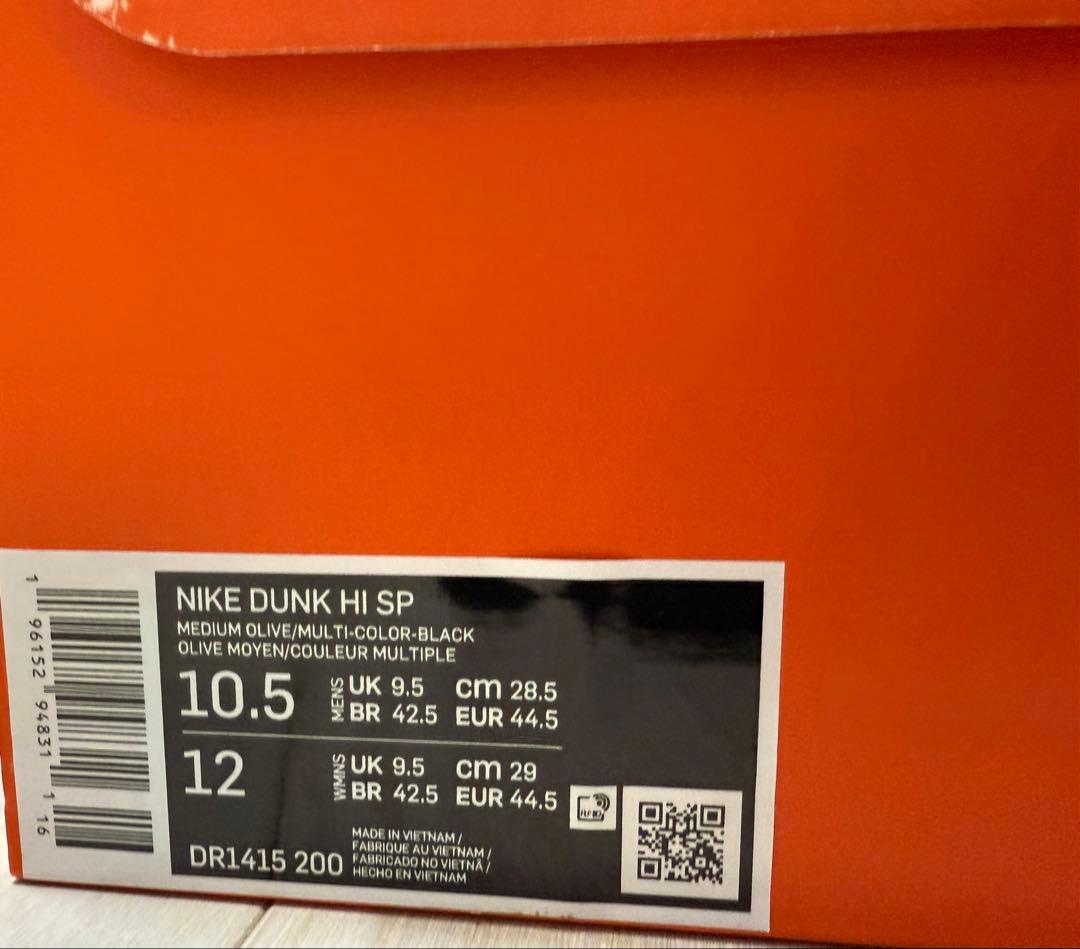 NIKE DUNK HI SP
MEDIUM OLIVE/MULTI-COLOR-BLACK
OLIVE MOYEN/COULEUR MULTIPLE
10.5 MENS UK 9.5 cm 28.5
BR 42.5 EUR 44.5
12 WMNS UK 9.5 cm 29
BR 42.5 EUR 44.5
RFID
DR1415 200
MADE IN VIETNAM /
FABRIQUE AU VIETNAM /
FABRICADO NO VIETNÃ /
HECHO EN VIETNAM
1 96152 94831 1 16